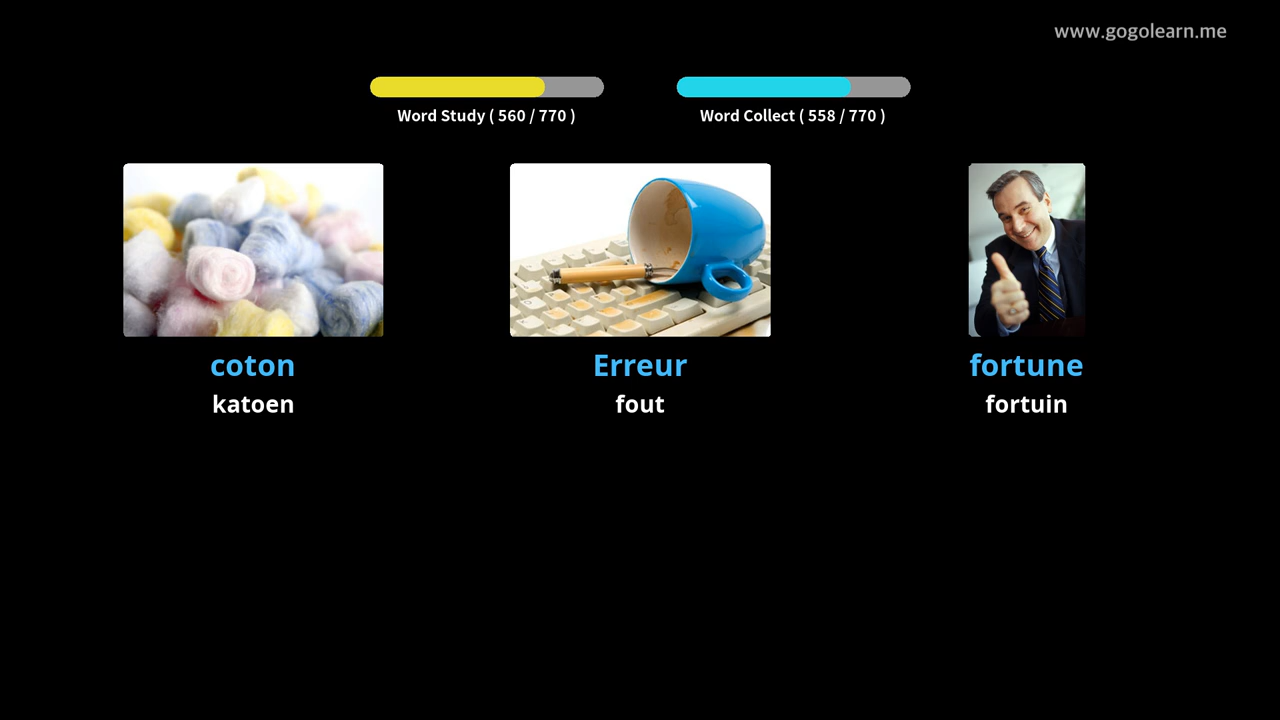 www.gogolearn.me
Word Study ( 560 / 770 )
Word Collect ( 558 / 770 )
coton
Erreur
fortune
katoen
fout
fortuin